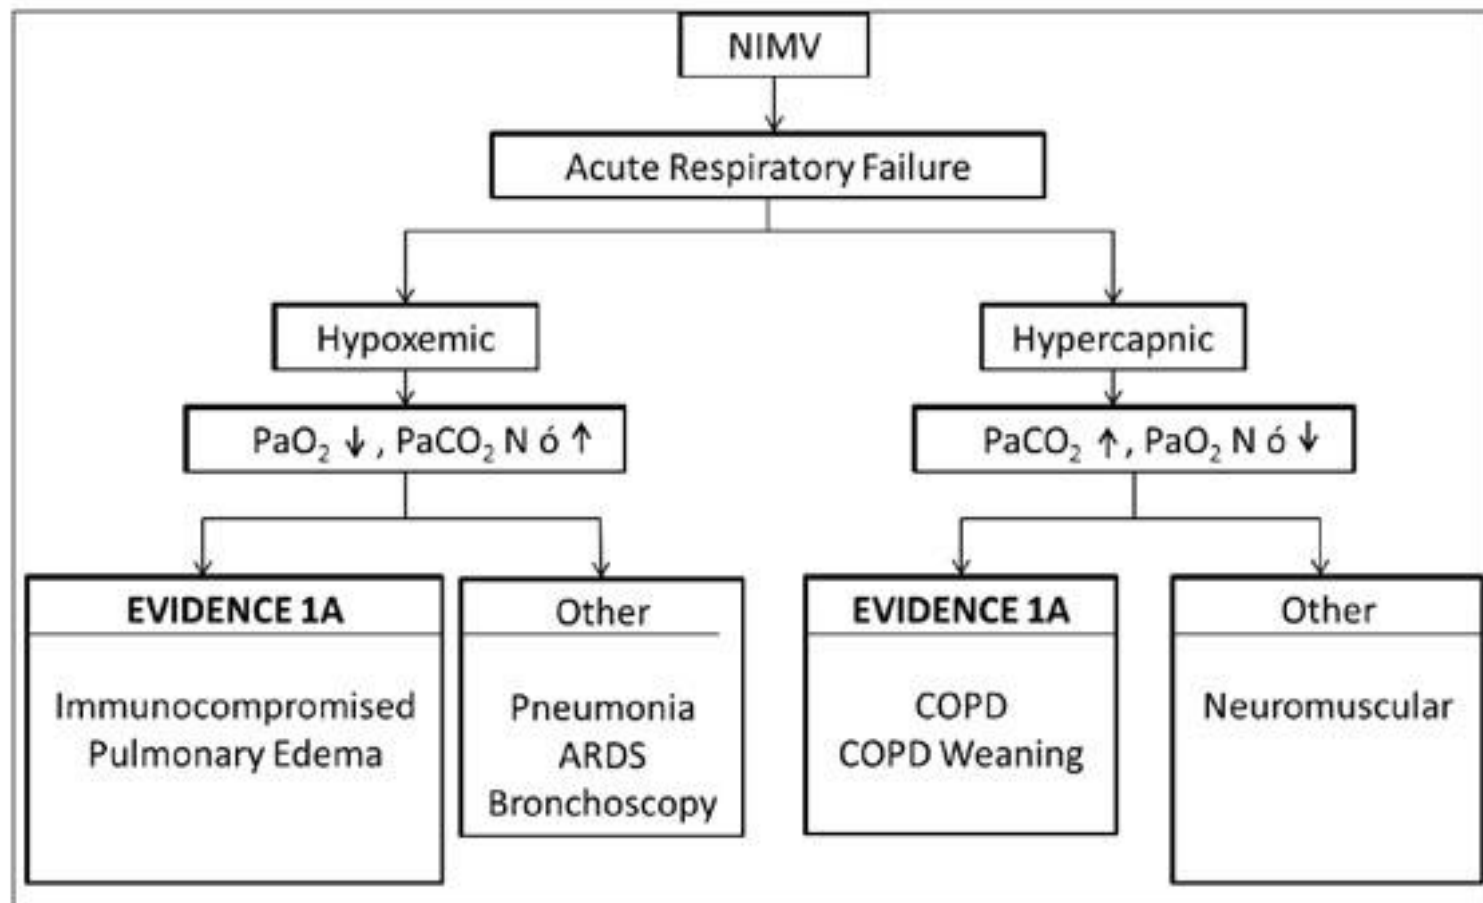 NIMV
Acute Respiratory Failure
Hypoxemic
Hypercapnic
PaO₂ ↓ , PaCO₂ N ó ↑
PaCO₂ ↑, PaO₂ N ó ↓
EVIDENCE 1A
Immunocompromised
Pulmonary Edema
Other
Pneumonia
ARDS
Bronchoscopy
EVIDENCE 1A
COPD
COPD Weaning
Other
Neuromuscular